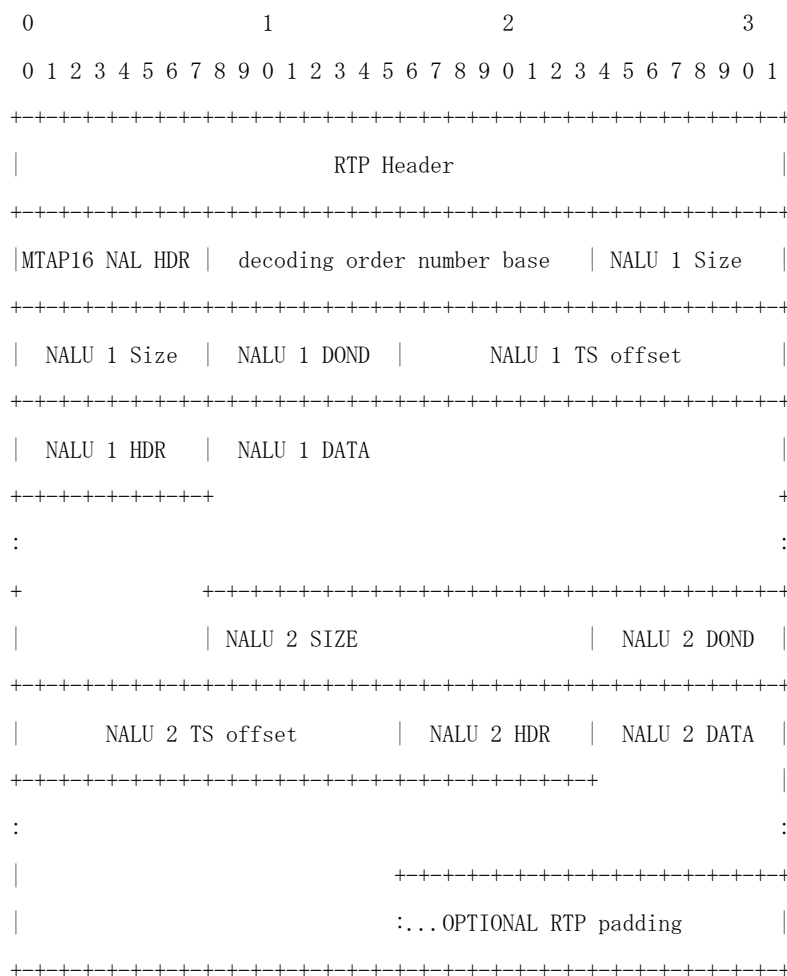 0                   1                   2                   3
0 1 2 3 4 5 6 7 8 9 0 1 2 3 4 5 6 7 8 9 0 1 2 3 4 5 6 7 8 9 0 1
+-+-+-+-+-+-+-+-+-+-+-+-+-+-+-+-+-+-+-+-+-+-+-+-+-+-+-+-+-+-+-+-+
|                          RTP Header                           |
+-+-+-+-+-+-+-+-+-+-+-+-+-+-+-+-+-+-+-+-+-+-+-+-+-+-+-+-+-+-+-+-+
|MTAP16 NAL HDR |  decoding order number base   | NALU 1 Size   |
+-+-+-+-+-+-+-+-+-+-+-+-+-+-+-+-+-+-+-+-+-+-+-+-+-+-+-+-+-+-+-+-+
|  NALU 1 Size  |  NALU 1 DOND  |       NALU 1 TS offset        |
+-+-+-+-+-+-+-+-+-+-+-+-+-+-+-+-+-+-+-+-+-+-+-+-+-+-+-+-+-+-+-+-+
|  NALU 1 HDR   |  NALU 1 DATA                                  |
+-+-+-+-+-+-+-+-+                                               +
:                                                               :
+               +-+-+-+-+-+-+-+-+-+-+-+-+-+-+-+-+-+-+-+-+-+-+-+-+
|               | NALU 2 SIZE                   |  NALU 2 DOND  |
+-+-+-+-+-+-+-+-+-+-+-+-+-+-+-+-+-+-+-+-+-+-+-+-+-+-+-+-+-+-+-+-+
|       NALU 2 TS offset        |  NALU 2 HDR   |  NALU 2 DATA  |
+-+-+-+-+-+-+-+-+-+-+-+-+-+-+-+-+-+-+-+-+-+-+-+-+               |
:                                                               :
|                               +-+-+-+-+-+-+-+-+-+-+-+-+-+-+-+-+
|                               :...OPTIONAL RTP padding        |
+-+-+-+-+-+-+-+-+-+-+-+-+-+-+-+-+-+-+-+-+-+-+-+-+-+-+-+-+-+-+-+-+